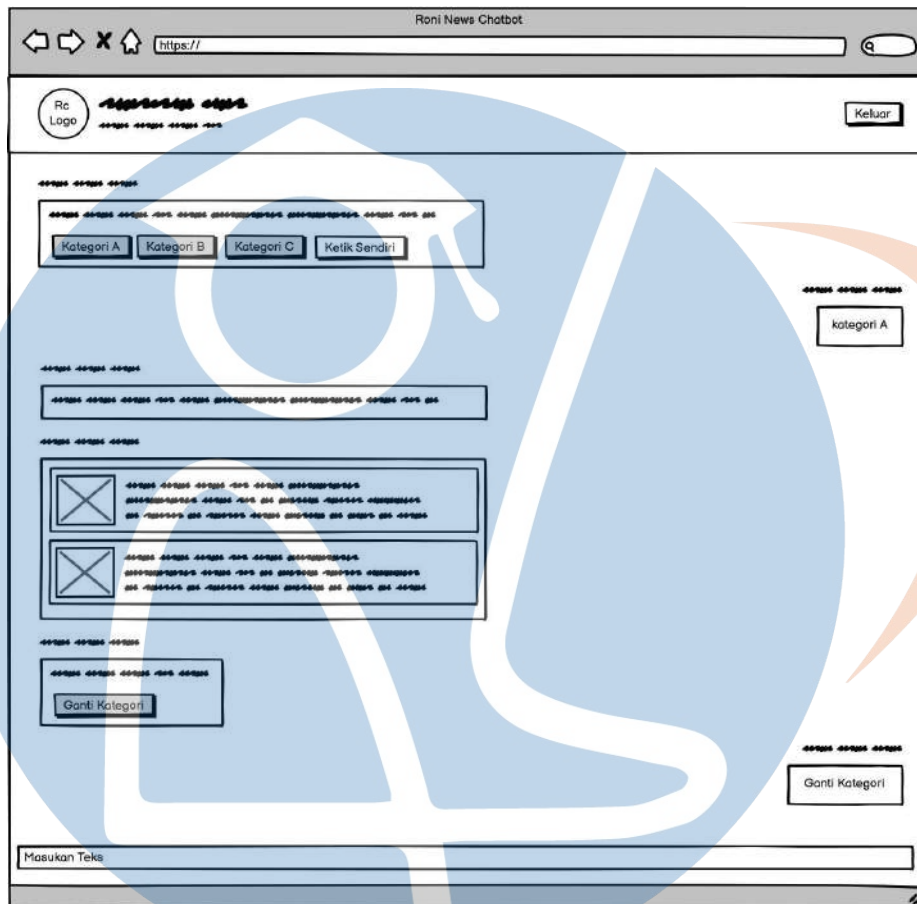 Roni News Chatbot
https://
Rc
Logo
Keluar
Kategori A
Kategori B
Kategori C
Ketik Sendiri
kategori A
Ganti Kategori
Ganti Kategori
Masukan Teks